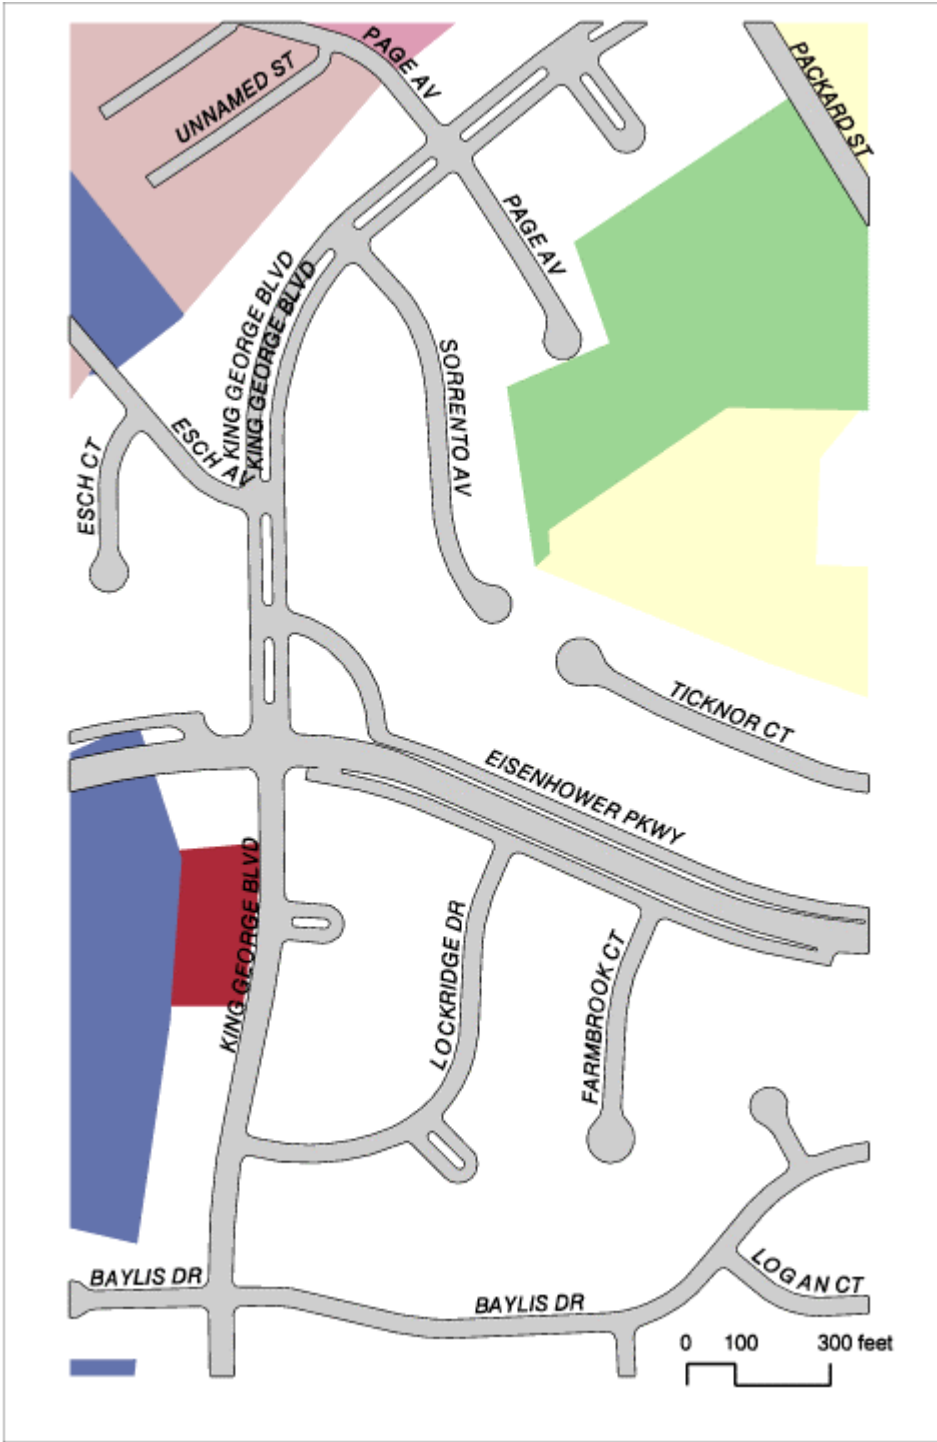 PAGE AV
UNNAMED ST
PACKARD ST
PAGE AV
KING GEORGE BLVD
KING GEORGE BLVD
SORRENTO AV
ESCH AV
ESCH CT
TICKNOR CT
EISENHOWER PKWY
KING GEORGE BLVD
LOCKRIDGE DR
FARMBROOK CT
LOGAN CT
BAYLIS DR
BAYLIS DR
0 100 300 feet